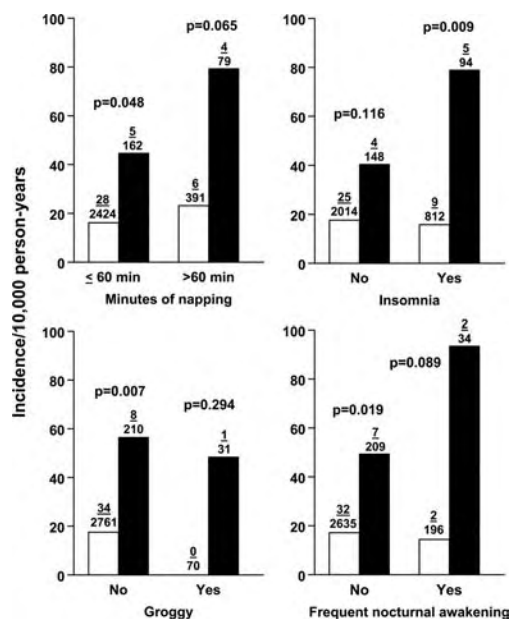 Incidence/10,000 person-years
100
80
60
40
20
0
p=0.048
p=0.065
28
2424
5
162
6
391
4
79
≤ 60 min
>60 min
Minutes of napping
100
80
60
40
20
0
p=0.116
p=0.009
25
2014
4
148
9
812
5
94
No
Yes
Insomnia
100
80
60
40
20
0
p=0.007
p=0.294
34
2761
8
210
0
70
1
31
No
Yes
Groggy
100
80
60
40
20
0
p=0.019
p=0.089
32
2635
7
209
2
196
2
34
No
Yes
Frequent nocturnal awakening